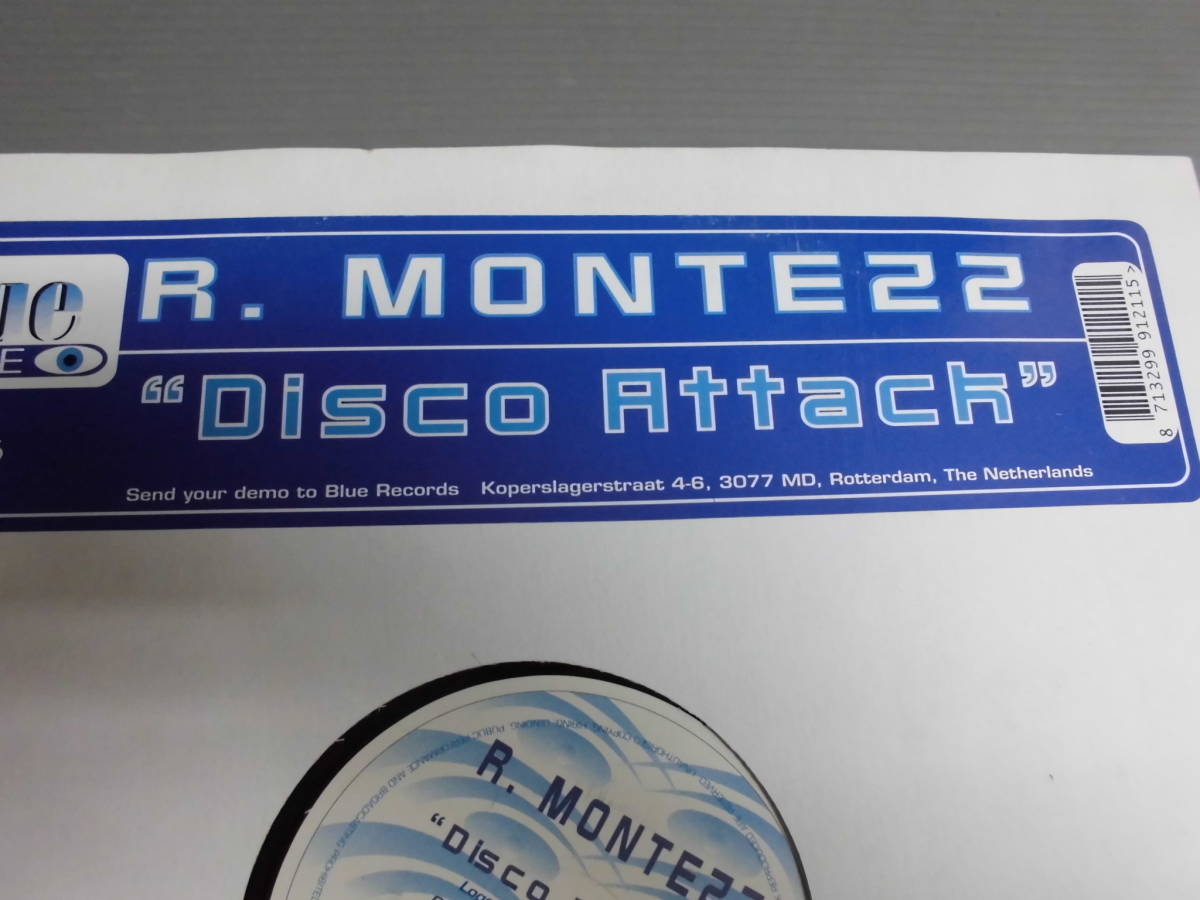 R. MONTEZZ
“Disco Attack”
Send your demo to Blue Records Koperslagerstraat 4-6, 3077 MD, Rotterdam, The Netherlands
8 713299 912115>
R. MONTEZZ
“Disco